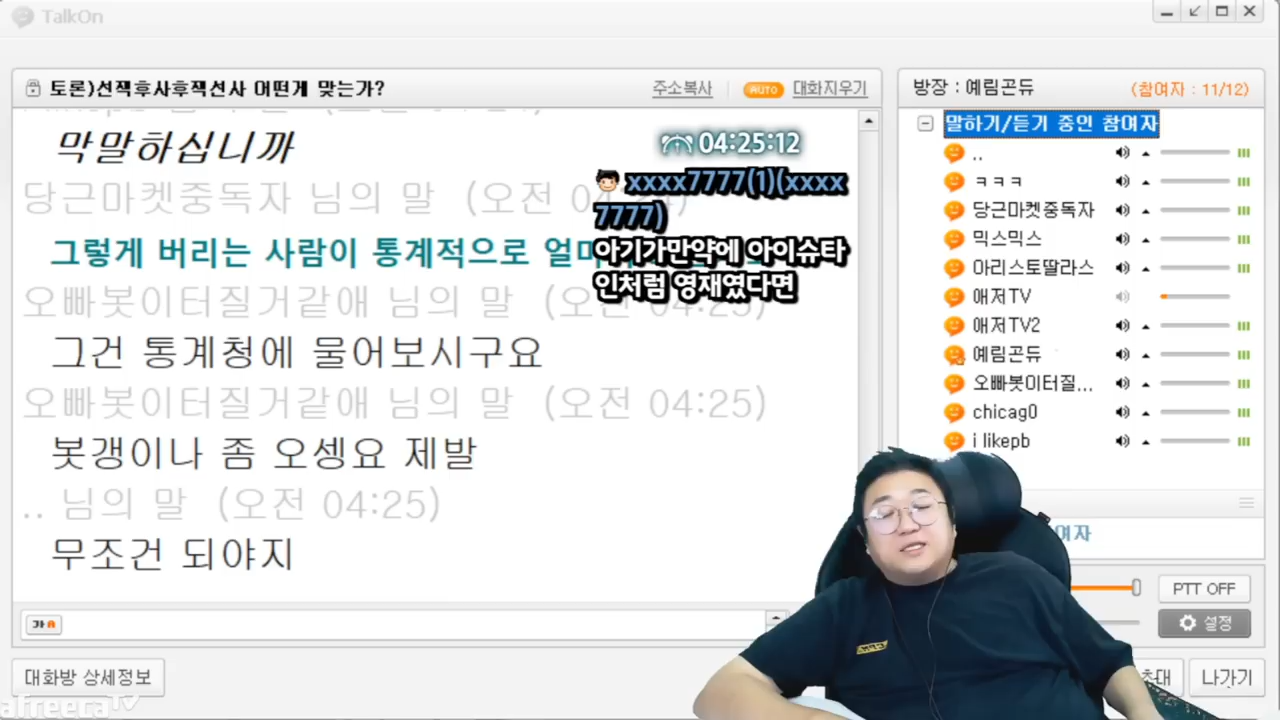 TalkOn
토론)선잭후사후잭선사 어떤게 맞는가?
주소복사
AUTO
대화지우기
막말하십니까
당근마켓중독자 님의 말 (오전 04:24)
그렇게 버리는 사람이 통계적으로
오빠봇이터질거같애 님의 말 (오전 04:25)
그건 통계청에 물어보시구요
오빠봇이터질거같애 님의 말 (오전 04:25)
봇갱이나 좀 오셍요 제발
.. 님의 말 (오전 04:25)
무조건 되야지
04:25:12
xxxx7777(1)(xxxx
7777)
아기가만약에 아이슈타
인처럼 영재였다면
가A
대화방 상세정보
afreecaTV
방장 : 예림곤듀
(참여자 : 11/12)
말하기/듣기 중인 참여자
..
ㅋㅋㅋ
당근마켓중독자
믹스믹스
아리스토딸라스
애저TV
애저TV2
예림곤듀
오빠봇이터질...
chicag0
i likepb
여자
PTT OFF
설정
초대
나가기